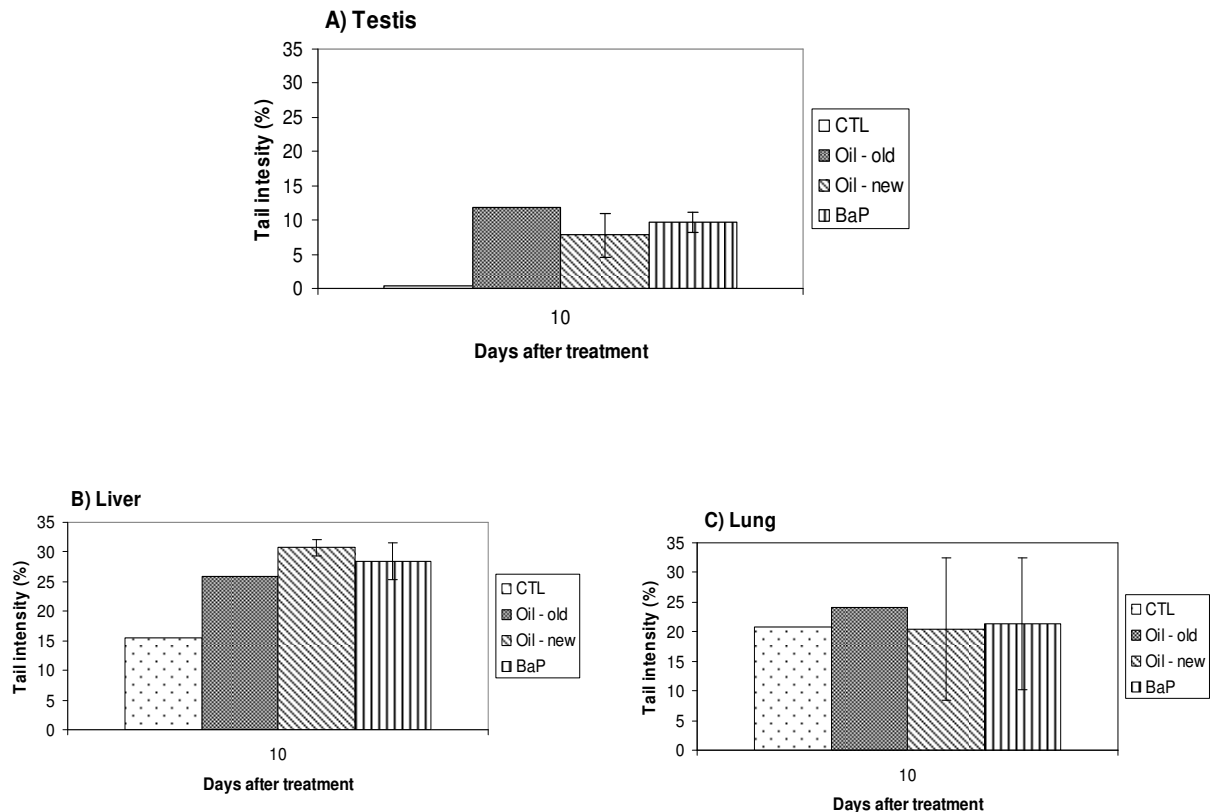 A) Testis
35
30
25
20
15
10
5
0
Tail intesity (%)
10
Days after treatment
CTL
Oil - old
Oil - new
BaP
B) Liver
35
30
25
20
15
10
5
0
Tail intensity (%)
10
Days after treatment
CTL
Oil - old
Oil - new
BaP
C) Lung
35
30
25
20
15
10
5
0
Tail intensity (%)
10
Days after treatment
CTL
Oil - old
Oil - new
BaP